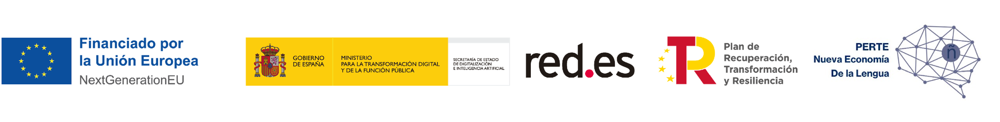 Financiado por
la Unión Europea
NextGenerationEU
GOBIERNO
DE ESPAÑA
MINISTERIO
PARA LA TRANSFORMACIÓN DIGITAL
Y DE LA FUNCIÓN PÚBLICA
SECRETARÍA DE ESTADO
DE DIGITALIZACIÓN
E INTELIGENCIA ARTIFICIAL
red.es
TR
Plan de
Recuperación,
Transformación
y Resiliencia
PERTE
Nueva Economía
De la Lengua
ñ